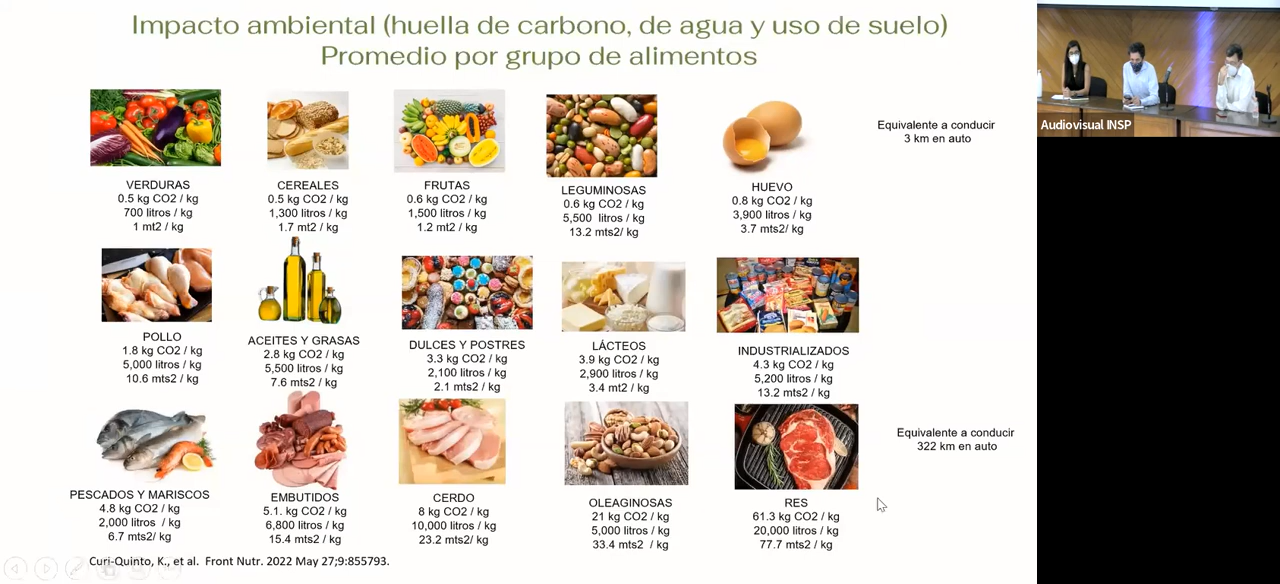 Impacto ambiental (huella de carbono, de agua y uso de suelo)
Promedio por grupo de alimentos
VERDURAS
0.5 kg CO2 / kg
700 litros / kg
1 mt2 / kg
CEREALES
0.5 kg CO2 / kg
1,300 litros / kg
1.7 mt2 / kg
FRUTAS
0.6 kg CO2 / kg
1,500 litros / kg
1.2 mt2 / kg
LEGUMINOSAS
0.6 kg CO2 / kg
5,500 litros / kg
13.2 mts2/ kg
HUEVO
0.8 kg CO2 / kg
3,900 litros / kg
3.7 mts2/ kg
Equivalente a conducir
3 km en auto
POLLO
1.8 kg CO2 / kg
5,000 litros / kg
10.6 mts2 / kg
ACEITES Y GRASAS
2.8 kg CO2 / kg
5,500 litros / kg
7.6 mts2 / kg
DULCES Y POSTRES
3.3 kg CO2 / kg
2,100 litros / kg
2.1 mts2 / kg
LÁCTEOS
3.9 kg CO2 / kg
2,900 litros / kg
3.4 mt2 / kg
INDUSTRIALIZADOS
4.3 kg CO2 / kg
5,200 litros / kg
13.2 mts2 / kg
PESCADOS Y MARISCOS
4.8 kg CO2 / kg
2,000 litros / kg
6.7 mts2/ kg
EMBUTIDOS
5.1. kg CO2 / kg
6,800 litros / kg
15.4 mts2 / kg
CERDO
8 kg CO2 / kg
10,000 litros / kg
23.2 mts2/ kg
OLEAGINOSAS
21 kg CO2 / kg
5,000 litros / kg
33.4 mts2 / kg
RES
61.3 kg CO2 / kg
20,000 litros / kg
77.7 mts2 / kg
Equivalente a conducir
322 km en auto
Curi-Quinto, K., et al. Front Nutr. 2022 May 27;9:855793.
Audiovisual INSP